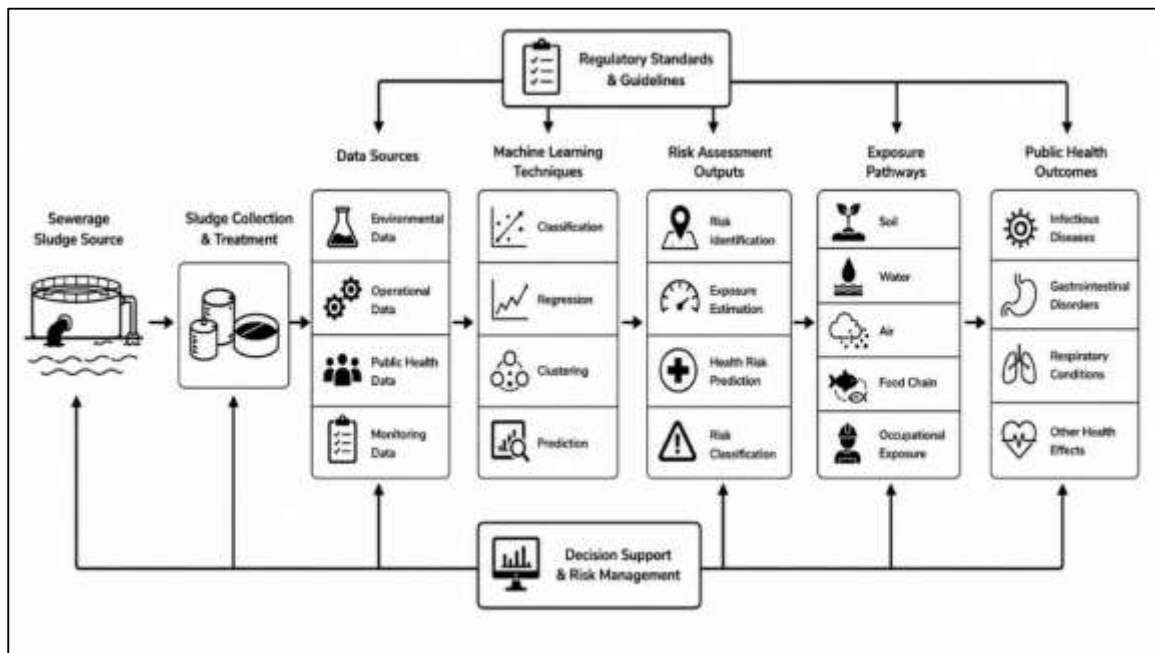 Regulatory Standards
& Guidelines
Data Sources
Machine Learning
Techniques
Risk Assessment
Outputs
Exposure
Pathways
Public Health
Outcomes
Sewerage
Sludge Source
Sludge Collection
& Treatment
Environmental
Data
Operational
Data
Public Health
Data
Monitoring
Data
Classification
Regression
Clustering
Prediction
Risk
Identification
Exposure
Estimation
Health Risk
Prediction
Risk
Classification
Soil
Water
Air
Food Chain
Occupational
Exposure
Infectious
Diseases
Gastrointestinal
Disorders
Respiratory
Conditions
Other Health
Effects
Decision Support
& Risk Management